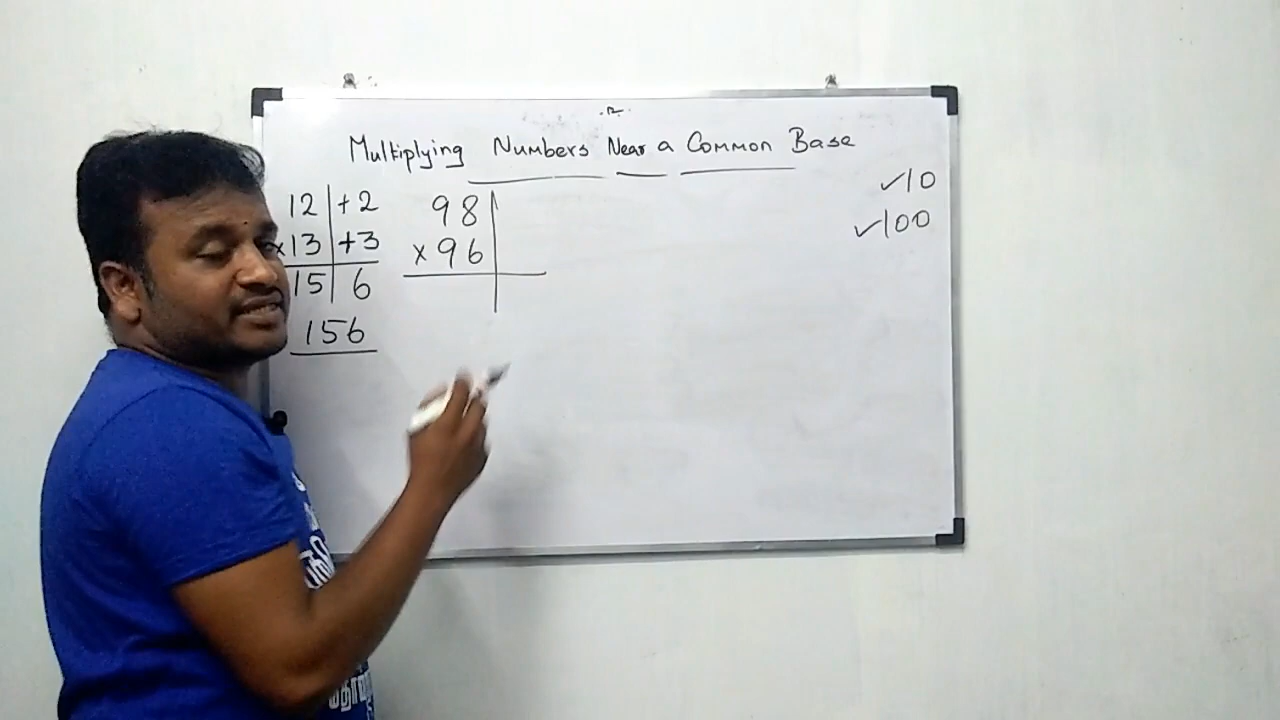 Multiplying Numbers Near a Common Base
✓10
✓100
12 | +2
×13 | +3
15 | 6
156
98 |
×96 |